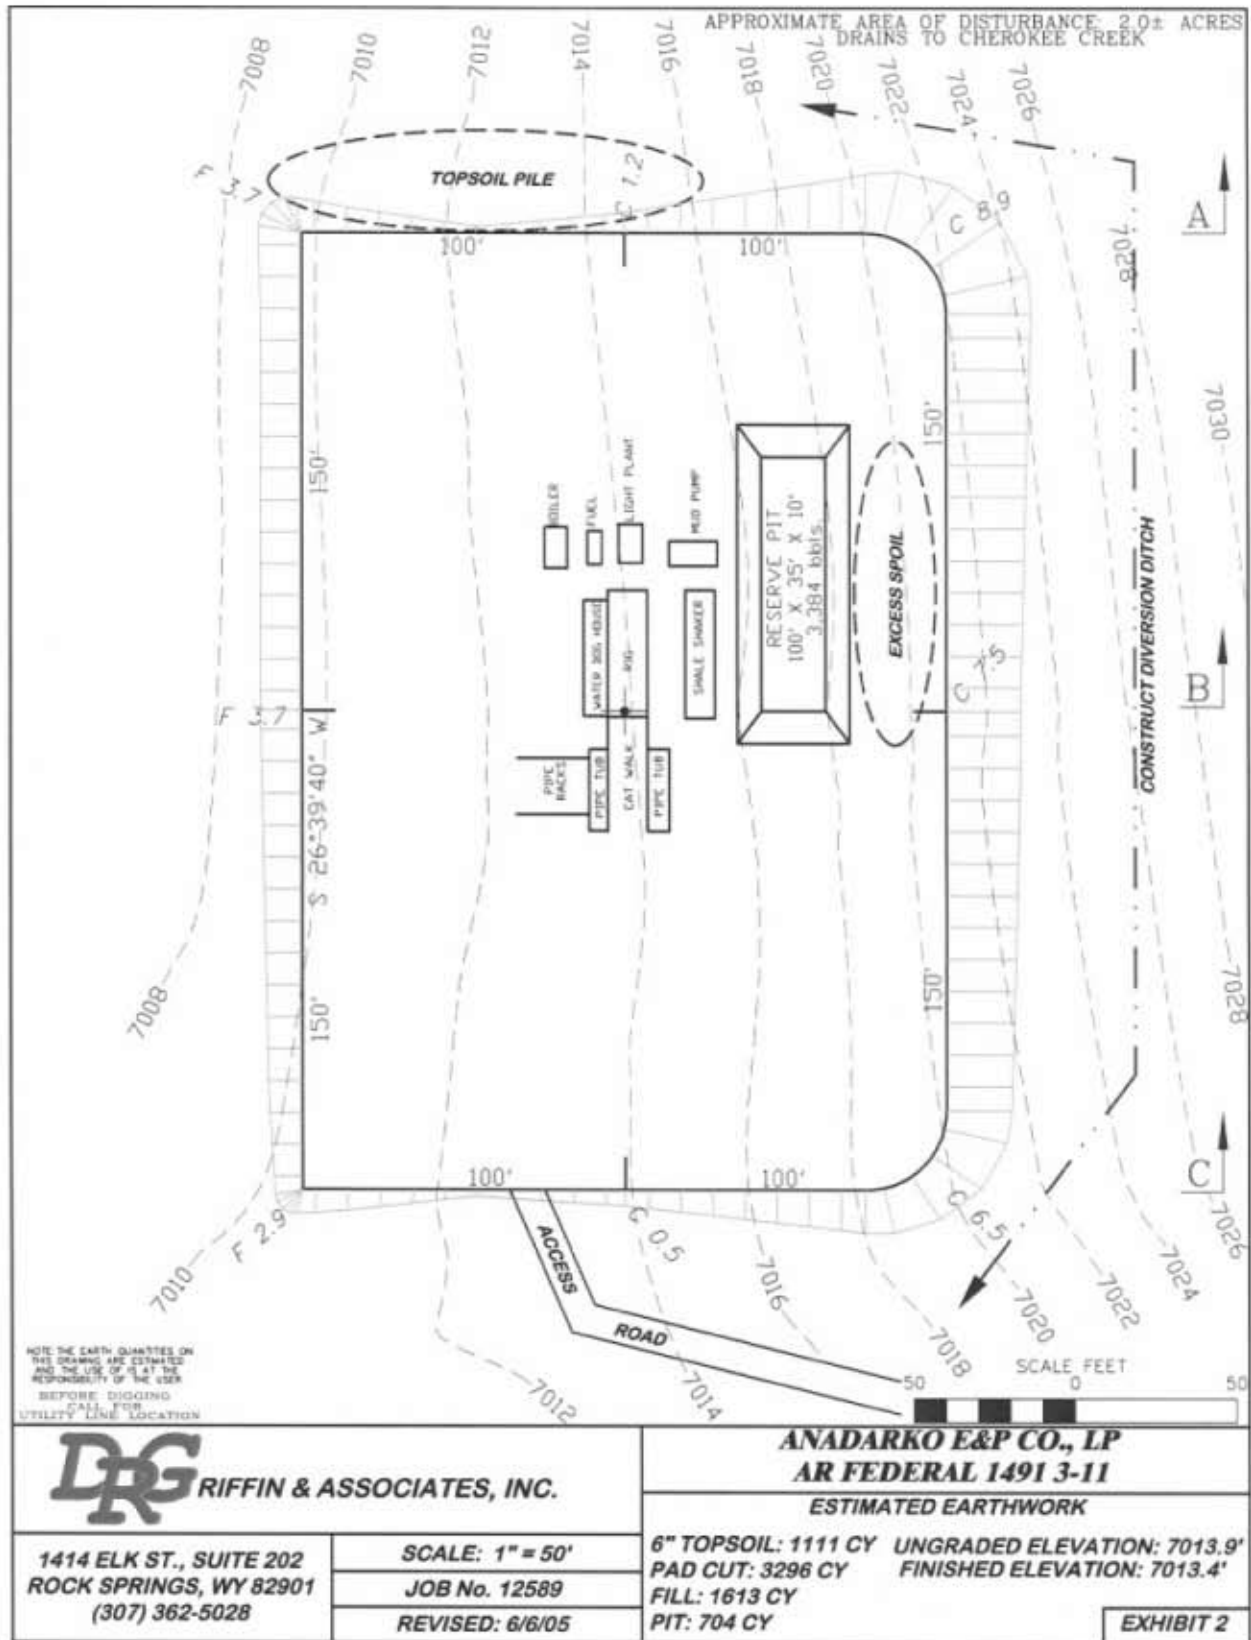 APPROXIMATE AREA OF DISTURBANCE: 2.0± ACRES
DRAINS TO CHEROKEE CREEK
7008
7010
7012
7014
7016
7018
7020
7022
7024
7026
F 3.7
TOPSOIL PILE
C 1.2
C 8.9
A
7028
100'
100'
150'
150'
7030
BOILER
FUEL
LIGHT PLANT
MUD PUMP
RESERVE PIT
100' X 35' X 10'
3,384 bbls.
EXCESS SPOIL
CONSTRUCT DIVERSION DITCH
WATER DOG HOUSE
RIG
SHALE SHAKER
C 7.5
B
F
S 26°39'40" W
PIPE
RACKS
PIPE TUB
CAT WALK
PIPE TUB
7008
150'
150'
7028
100'
100'
C
F 2.9
C 0.5
C 6.5
7026
7024
7022
7020
7018
7016
7014
7012
7010
ACCESS
ROAD
SCALE FEET
50 0 50
NOTE THE EARTH QUANTITIES ON
THIS DRAWING ARE ESTIMATED
AND THE USE OF IS AT THE
RESPONSIBILITY OF THE USER
BEFORE DIGGING
CALL FOR
UTILITY LINE LOCATION
DRG RIFFIN & ASSOCIATES, INC.
1414 ELK ST., SUITE 202
ROCK SPRINGS, WY 82901
(307) 362-5028
SCALE: 1" = 50'
JOB No. 12589
REVISED: 6/6/05
ANADARKO E&P CO., LP
AR FEDERAL 1491 3-11
ESTIMATED EARTHWORK
6" TOPSOIL: 1111 CY UNGRADED ELEVATION: 7013.9'
PAD CUT: 3296 CY FINISHED ELEVATION: 7013.4'
FILL: 1613 CY
PIT: 704 CY
EXHIBIT 2